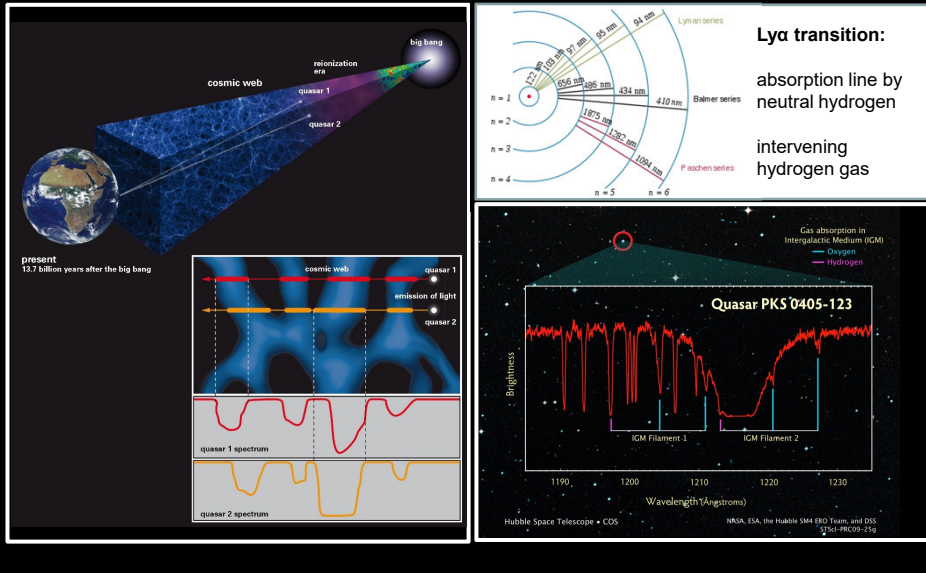 big bang
reionization
era
cosmic web
quasar 1
quasar 2
present
13.7 billion years after the big bang
cosmic web
quasar 1
emission of light
quasar 2
quasar 1 spectrum
quasar 2 spectrum
94 nm
Lyman series
95 nm
97 nm
103 nm
122 nm
656 nm
486 nm
434 nm
410 nm
Balmer series
1875 nm
1282 nm
1094 nm
Paschen series
n = 1
n = 2
n = 3
n = 4
n = 5
n = 6
Lyα transition:
absorption line by
neutral hydrogen
intervening
hydrogen gas
Gas absorption in
Intergalactic Medium (IGM)
Oxygen
Hydrogen
Quasar PKS 0405-123
Brightness
IGM Filament 1
IGM Filament 2
1190
1200
1210
1220
1230
Wavelength (Angstroms)
Hubble Space Telescope • COS
NASA, ESA, the Hubble SM4 ERO Team, and DSS
STScI-PRC09-25g